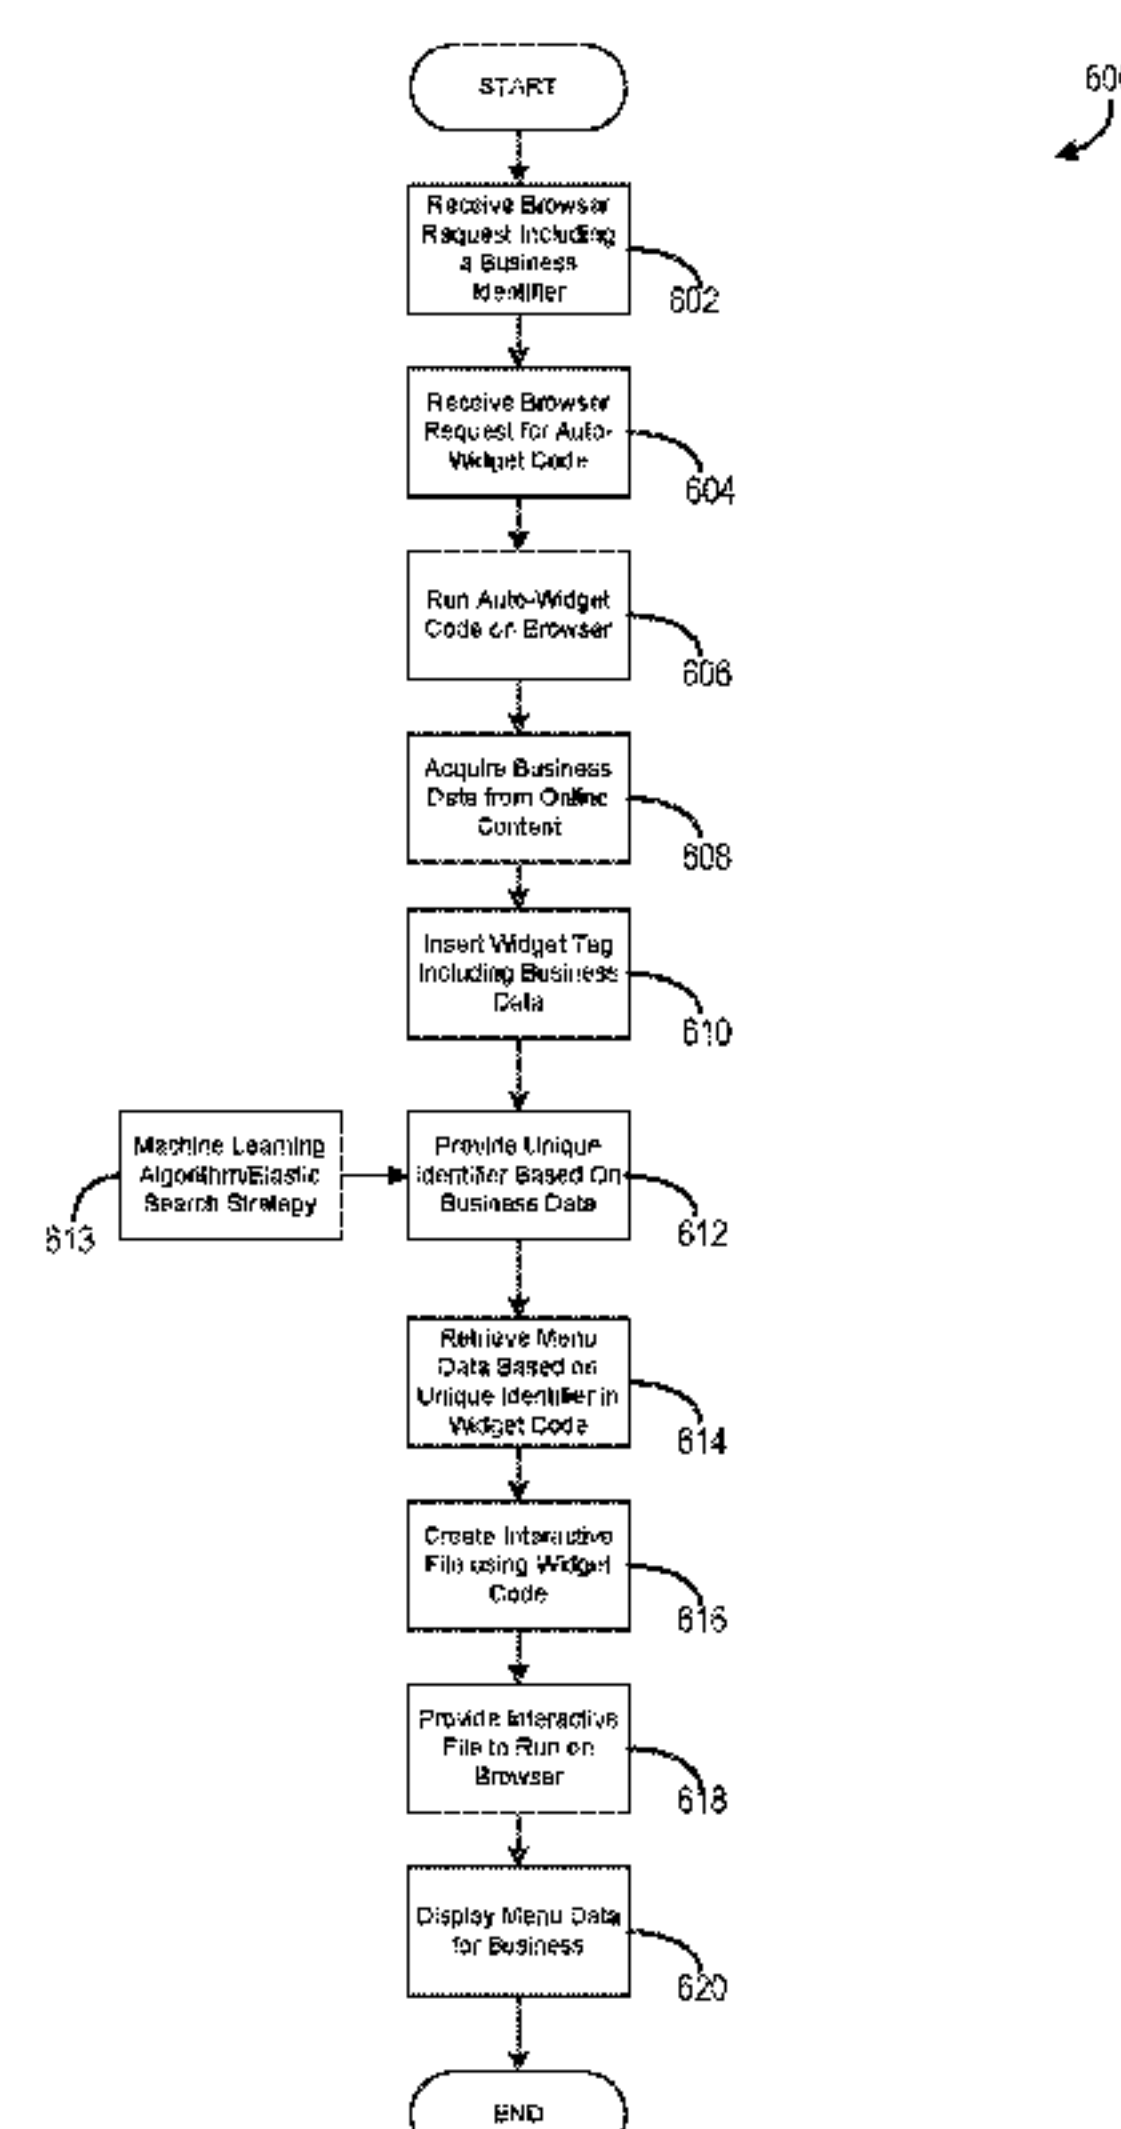 START
600
Receive Browser
Request Including
a Business
Identifier
602
Receive Browser
Request for Auto-
Widget Code
604
Run Auto-Widget
Code on Browser
606
Acquire Business
Data from Online
Content
608
Insert Widget Tag
Including Business
Data
610
Machine Learning
Algorithm/Elastic
Search Strategy
613
Provide Unique
Identifier Based On
Business Data
612
Retrieve Menu
Data Based on
Unique Identifier in
Widget Code
614
Create Interactive
File using Widget
Code
616
Provide Interactive
File to Run on
Browser
618
Display Menu Data
for Business
620
END